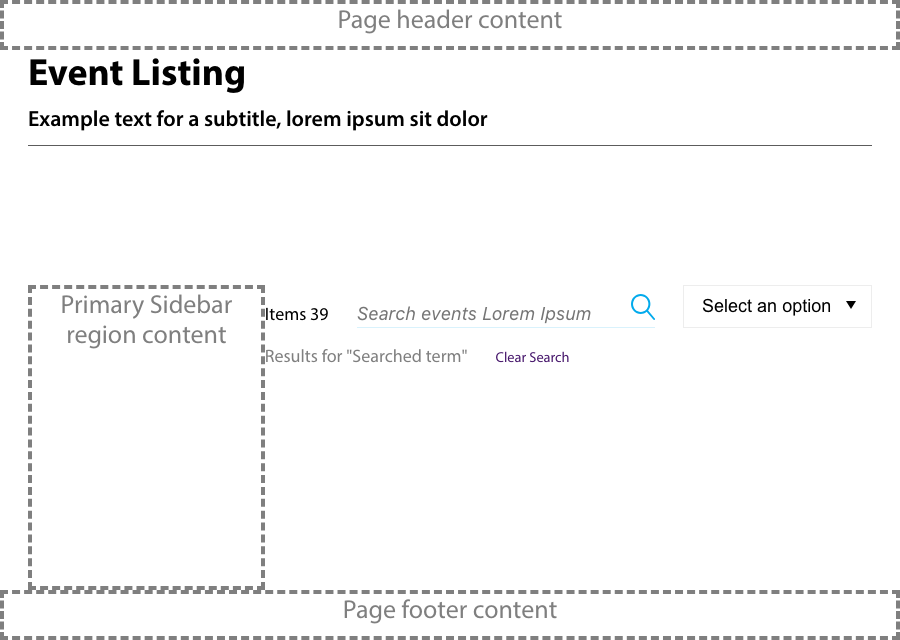 Page header content
Event Listing
Example text for a subtitle, lorem ipsum sit dolor
Primary Sidebar
region content
Items 39
Search events Lorem Ipsum
Select an option
Results for "Searched term"
Clear Search
Page footer content